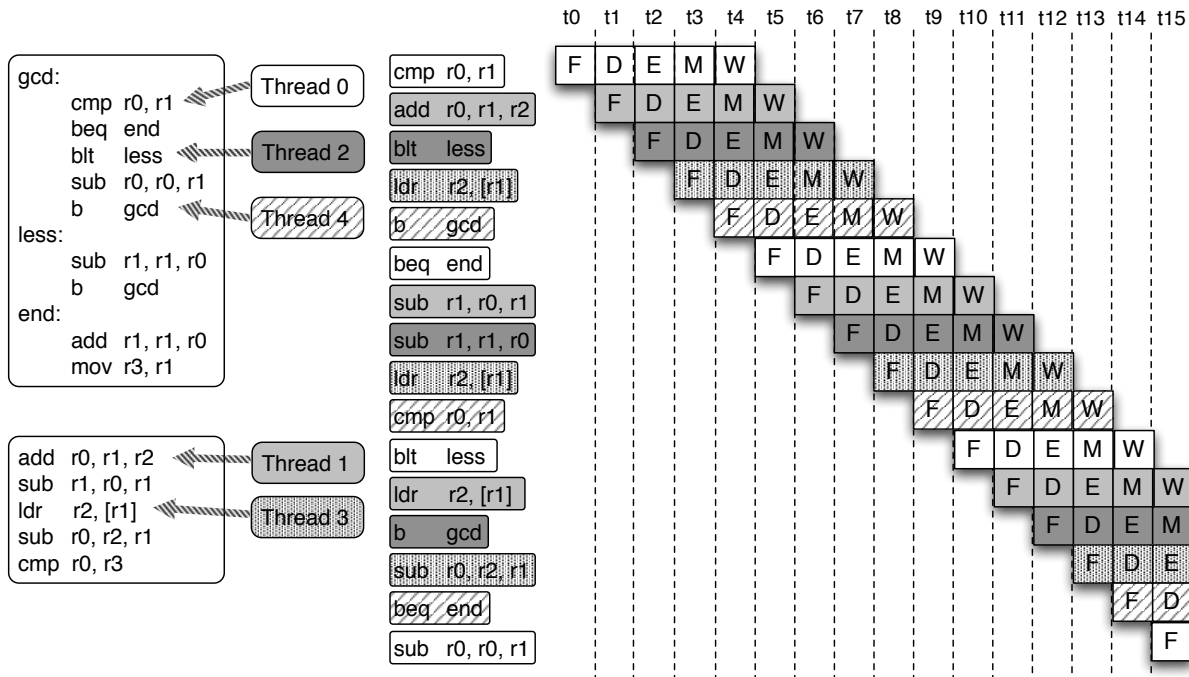 t0 t1 t2 t3 t4 t5 t6 t7 t8 t9 t10 t11 t12 t13 t14 t15
gcd:
cmp r0, r1
beq end
blt less
sub r0, r0, r1
b gcd
less:
sub r1, r1, r0
b gcd
end:
add r1, r1, r0
mov r3, r1
Thread 0
Thread 2
Thread 4
add r0, r1, r2
sub r1, r0, r1
ldr r2, [r1]
sub r0, r2, r1
cmp r0, r3
Thread 1
Thread 3
cmp r0, r1 F D E M W
add r0, r1, r2 F D E M W
blt less F D E M W
ldr r2, [r1] F D E M W
b gcd F D E M W
beq end F D E M W
sub r1, r0, r1 F D E M W
sub r1, r1, r0 F D E M W
ldr r2, [r1] F D E M W
cmp r0, r1 F D E M W
blt less F D E M W
ldr r2, [r1] F D E M W
b gcd F D E M
sub r0, r2, r1 F D E
beq end F D
sub r0, r0, r1 F